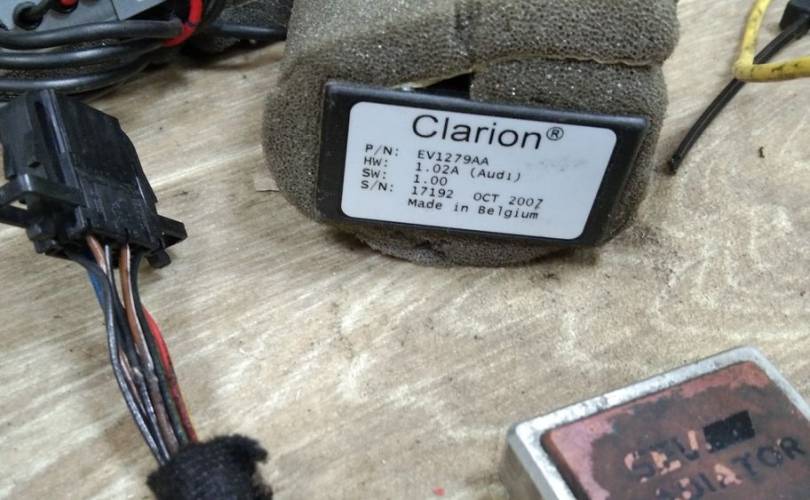 Clarion®
P/N: EV1279AA
HW: 1.02A (Audi)
SW: 1.00
S/N: 17192 OCT 2007
Made in Belgium